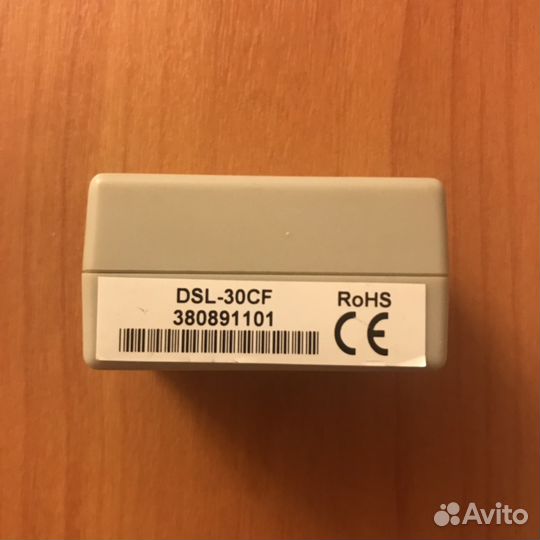 DSL-30CF
380891101
RoHS
CE
Avito